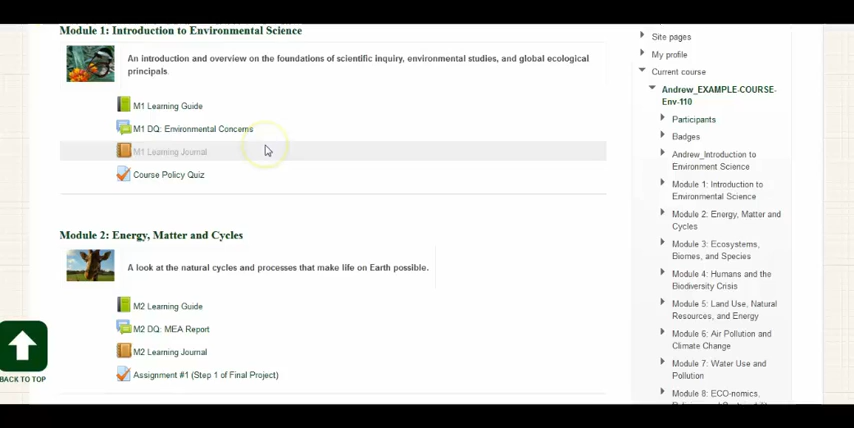 Module 1: Introduction to Environmental Science
An introduction and overview on the foundations of scientific inquiry, environmental studies, and global ecological
principals.
M1 Learning Guide
M1 DQ: Environmental Concerns
M1 Learning Journal
Course Policy Quiz
Module 2: Energy, Matter and Cycles
A look at the natural cycles and processes that make life on Earth possible.
M2 Learning Guide
M2 DQ: MEA Report
M2 Learning Journal
Assignment #1 (Step 1 of Final Project)
BACK TO TOP
Site pages
My profile
Current course
Andrew_EXAMPLE-COURSE-
Env-110
Participants
Badges
Andrew_Introduction to
Environment Science
Module 1: Introduction to
Environmental Science
Module 2: Energy, Matter and
Cycles
Module 3: Ecosystems,
Biomes, and Species
Module 4: Humans and the
Biodiversity Crisis
Module 5: Land Use, Natural
Resources, and Energy
Module 6: Air Pollution and
Climate Change
Module 7: Water Use and
Pollution
Module 8: ECO-nomics,